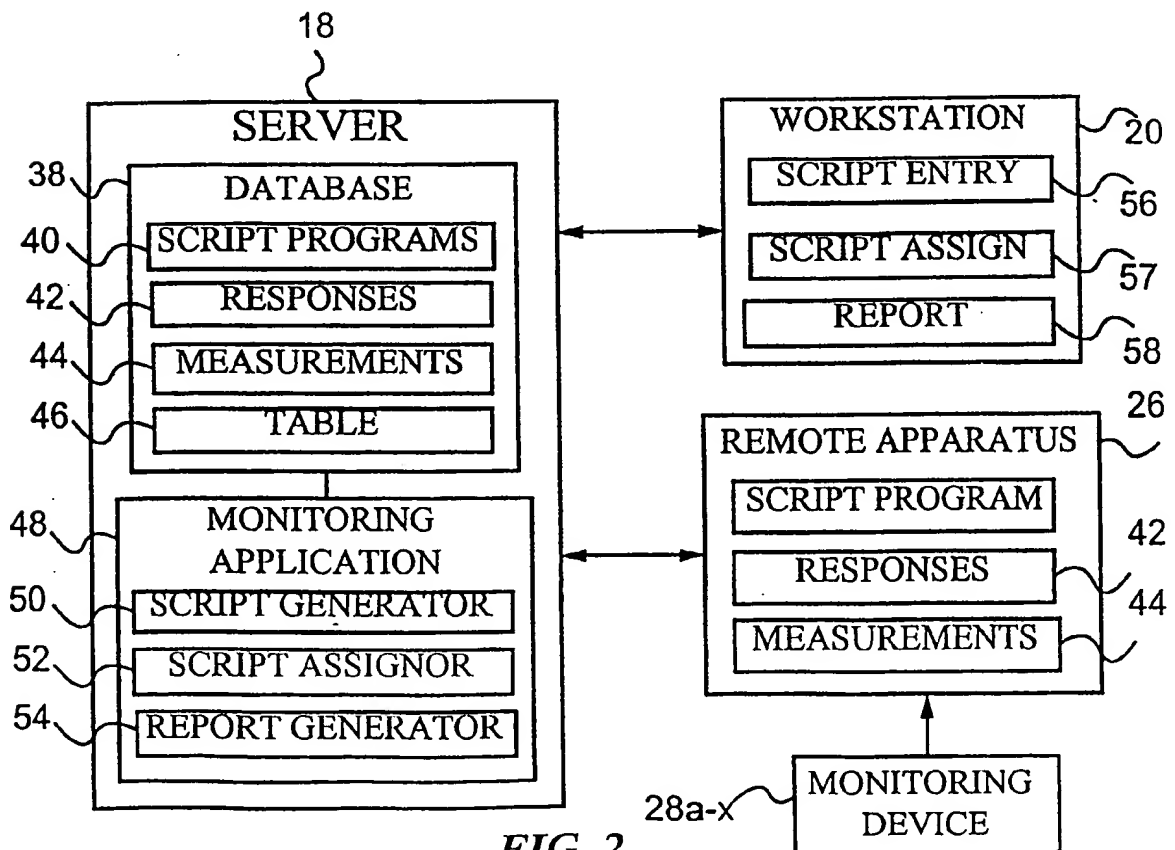 18
SERVER
38
DATABASE
40
SCRIPT PROGRAMS
42
RESPONSES
44
MEASUREMENTS
46
TABLE
48
MONITORING
APPLICATION
50
SCRIPT GENERATOR
52
SCRIPT ASSIGNOR
54
REPORT GENERATOR
WORKSTATION
20
SCRIPT ENTRY
56
SCRIPT ASSIGN
57
REPORT
58
26
REMOTE APPARATUS
SCRIPT PROGRAM
42
RESPONSES
44
MEASUREMENTS
28a-x
MONITORING
DEVICE
FIG. 2